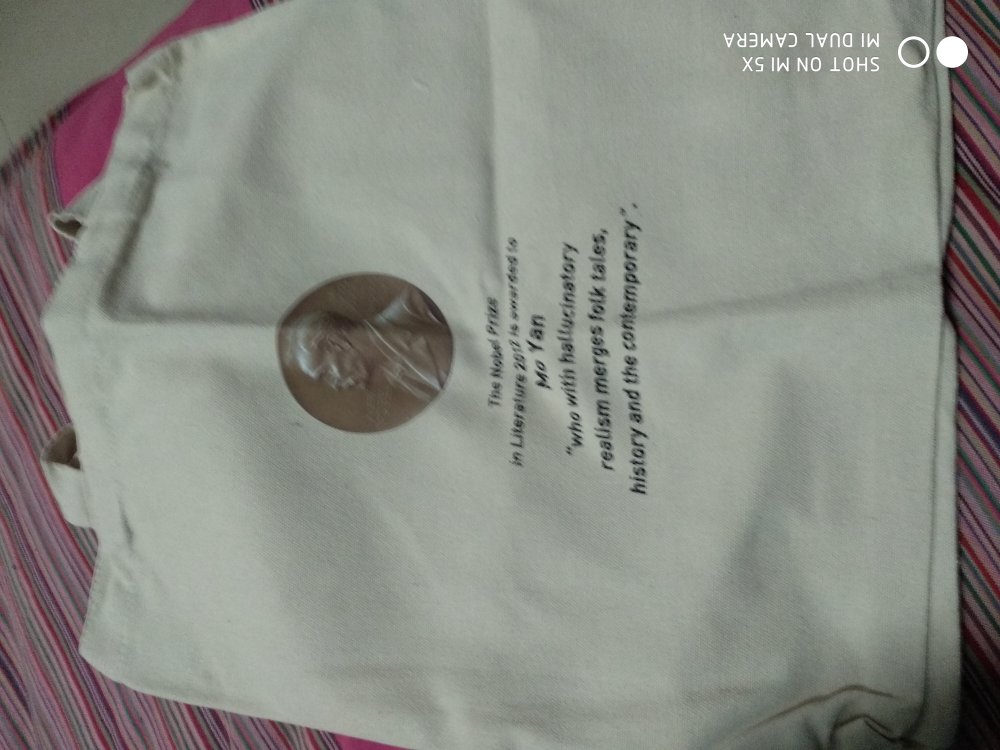 The Nobel Prize
in Literature 2012 is awarded to
Mo Yan
"who with hallucinatory
realism merges folk tales,
history and the contemporary".
SHOT ON MI 5X
MI DUAL CAMERA